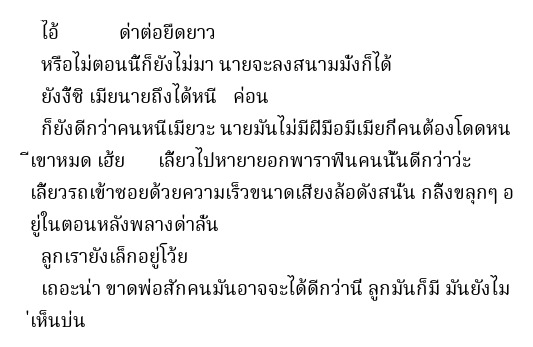 ไอ้ ด่าต่อยืดยาว
หรือไม่ตอนนี้ก็ยังไม่มา นายจะลงสนามมั่งก็ได้
ยังงี้ซิ เมียนายถึงได้หนี ค่อน
ก็ยังดีกว่าคนหนีเมียวะ นายมันไม่มีฝีมือมีเมียกี่คนต้องโดดหน
ีเขาหมด เฮ้ย เลี้ยวไปหายายอกพาราฟินคนนั้นดีกว่าว่ะ
เลี้ยวรถเข้าซอยด้วยความเร็วขนาดเสียงล้อดังสนั่น กลิ้งขลุกๆ อ
ยู่ในตอนหลังพลางด่าลั่น
ลูกเรายังเล็กอยู่โว้ย
เถอะน่า ขาดพ่อสักคนมันอาจจะได้ดีกว่านี้ ลูกมันก็มี มันยังไม
่เห็นบ่น